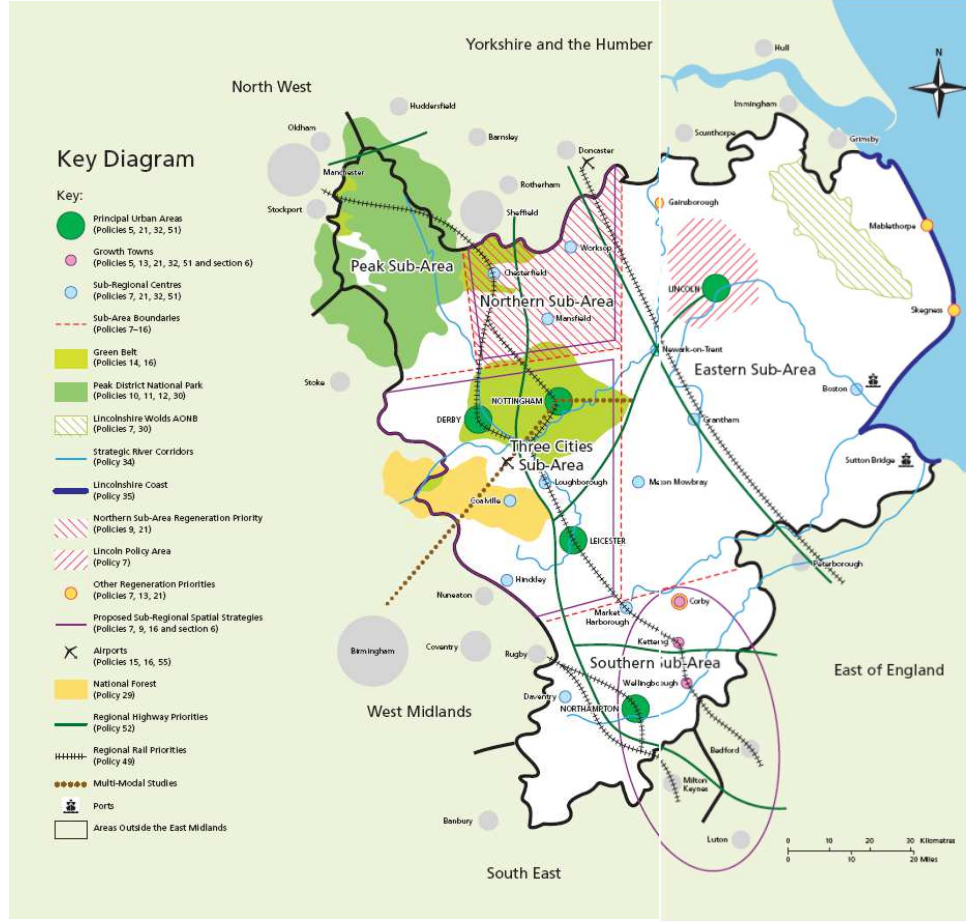 Key Diagram
Key:
Principal Urban Areas
(Policies 5, 21, 32, 51)
Growth Towns
(Policies 5, 13, 21, 32, 51 and section 6)
Sub-Regional Centres
(Policies 7, 21, 32, 51)
Sub-Area Boundaries
(Policies 7–16)
Green Belt
(Policies 14, 16)
Peak District National Park
(Policies 10, 11, 12, 30)
Lincolnshire Wolds AONB
(Policies 7, 30)
Strategic River Corridors
(Policy 34)
Lincolnshire Coast
(Policy 35)
Northern Sub-Area Regeneration Priority
(Policies 9, 21)
Lincoln Policy Area
(Policy 7)
Other Regeneration Priorities
(Policies 7, 13, 21)
Proposed Sub-Regional Spatial Strategies
(Policies 7, 9, 16 and section 6)
Airports
(Policies 15, 16, 55)
National Forest
(Policy 29)
Regional Highway Priorities
(Policy 52)
Regional Rail Priorities
(Policy 49)
Multi-Modal Studies
Ports
Areas Outside the East Midlands
Yorkshire and the Humber
North West
Hull
N
Huddersfield
Immingham
Oldham
Barnsley
Scunthorpe
Grimsby
Doncaster
Manchester
Rotherham
Stockport
Sheffield
Gainsborough
Mablethorpe
Worksop
Peak Sub-Area
Chesterfield
Northern Sub-Area
LINCOLN
Mansfield
Skegness
Newark-on-Trent
Eastern Sub-Area
Stoke
Boston
NOTTINGHAM
DERBY
Grantham
Three Cities
Sub-Area
Sutton Bridge
Loughborough
Mowbray
Coalville
LEICESTER
Peterborough
Hinckley
Nuneaton
Market
Harborough
Corby
Birmingham
Coventry
Rugby
Southern Sub-Area
Wellingborough
East of England
Daventry
NORTHAMPTON
West Midlands
Bedford
Milton
Keynes
Banbury
Luton
South East
0 10 20 30 Kilometres
0 10 20 Miles